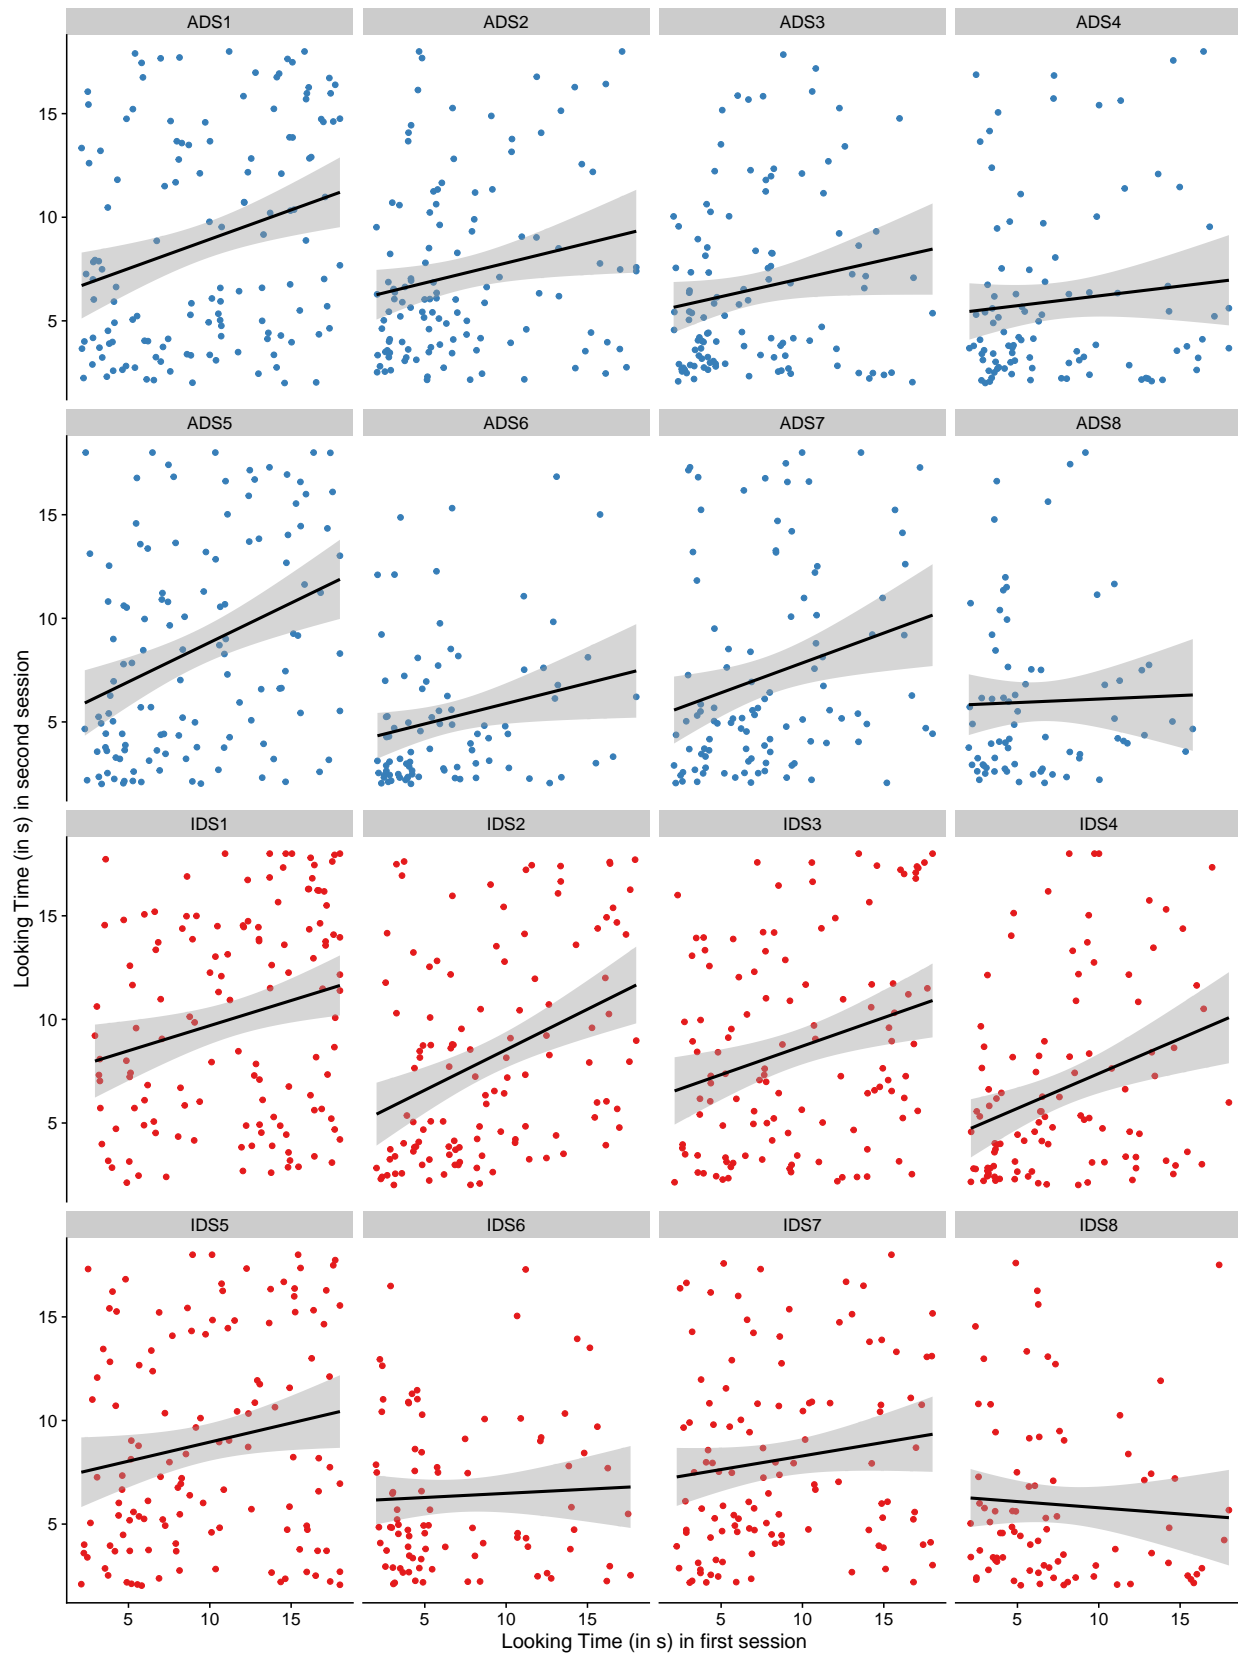 ADS1 ADS2 ADS3 ADS4
15
10
5
ADS5 ADS6 ADS7 ADS8
15
10
5
Looking Time (in s) in second session
IDS1 IDS2 IDS3 IDS4
15
10
5
IDS5 IDS6 IDS7 IDS8
15
10
5
5 10 15 5 10 15 5 10 15 5 10 15
Looking Time (in s) in first session